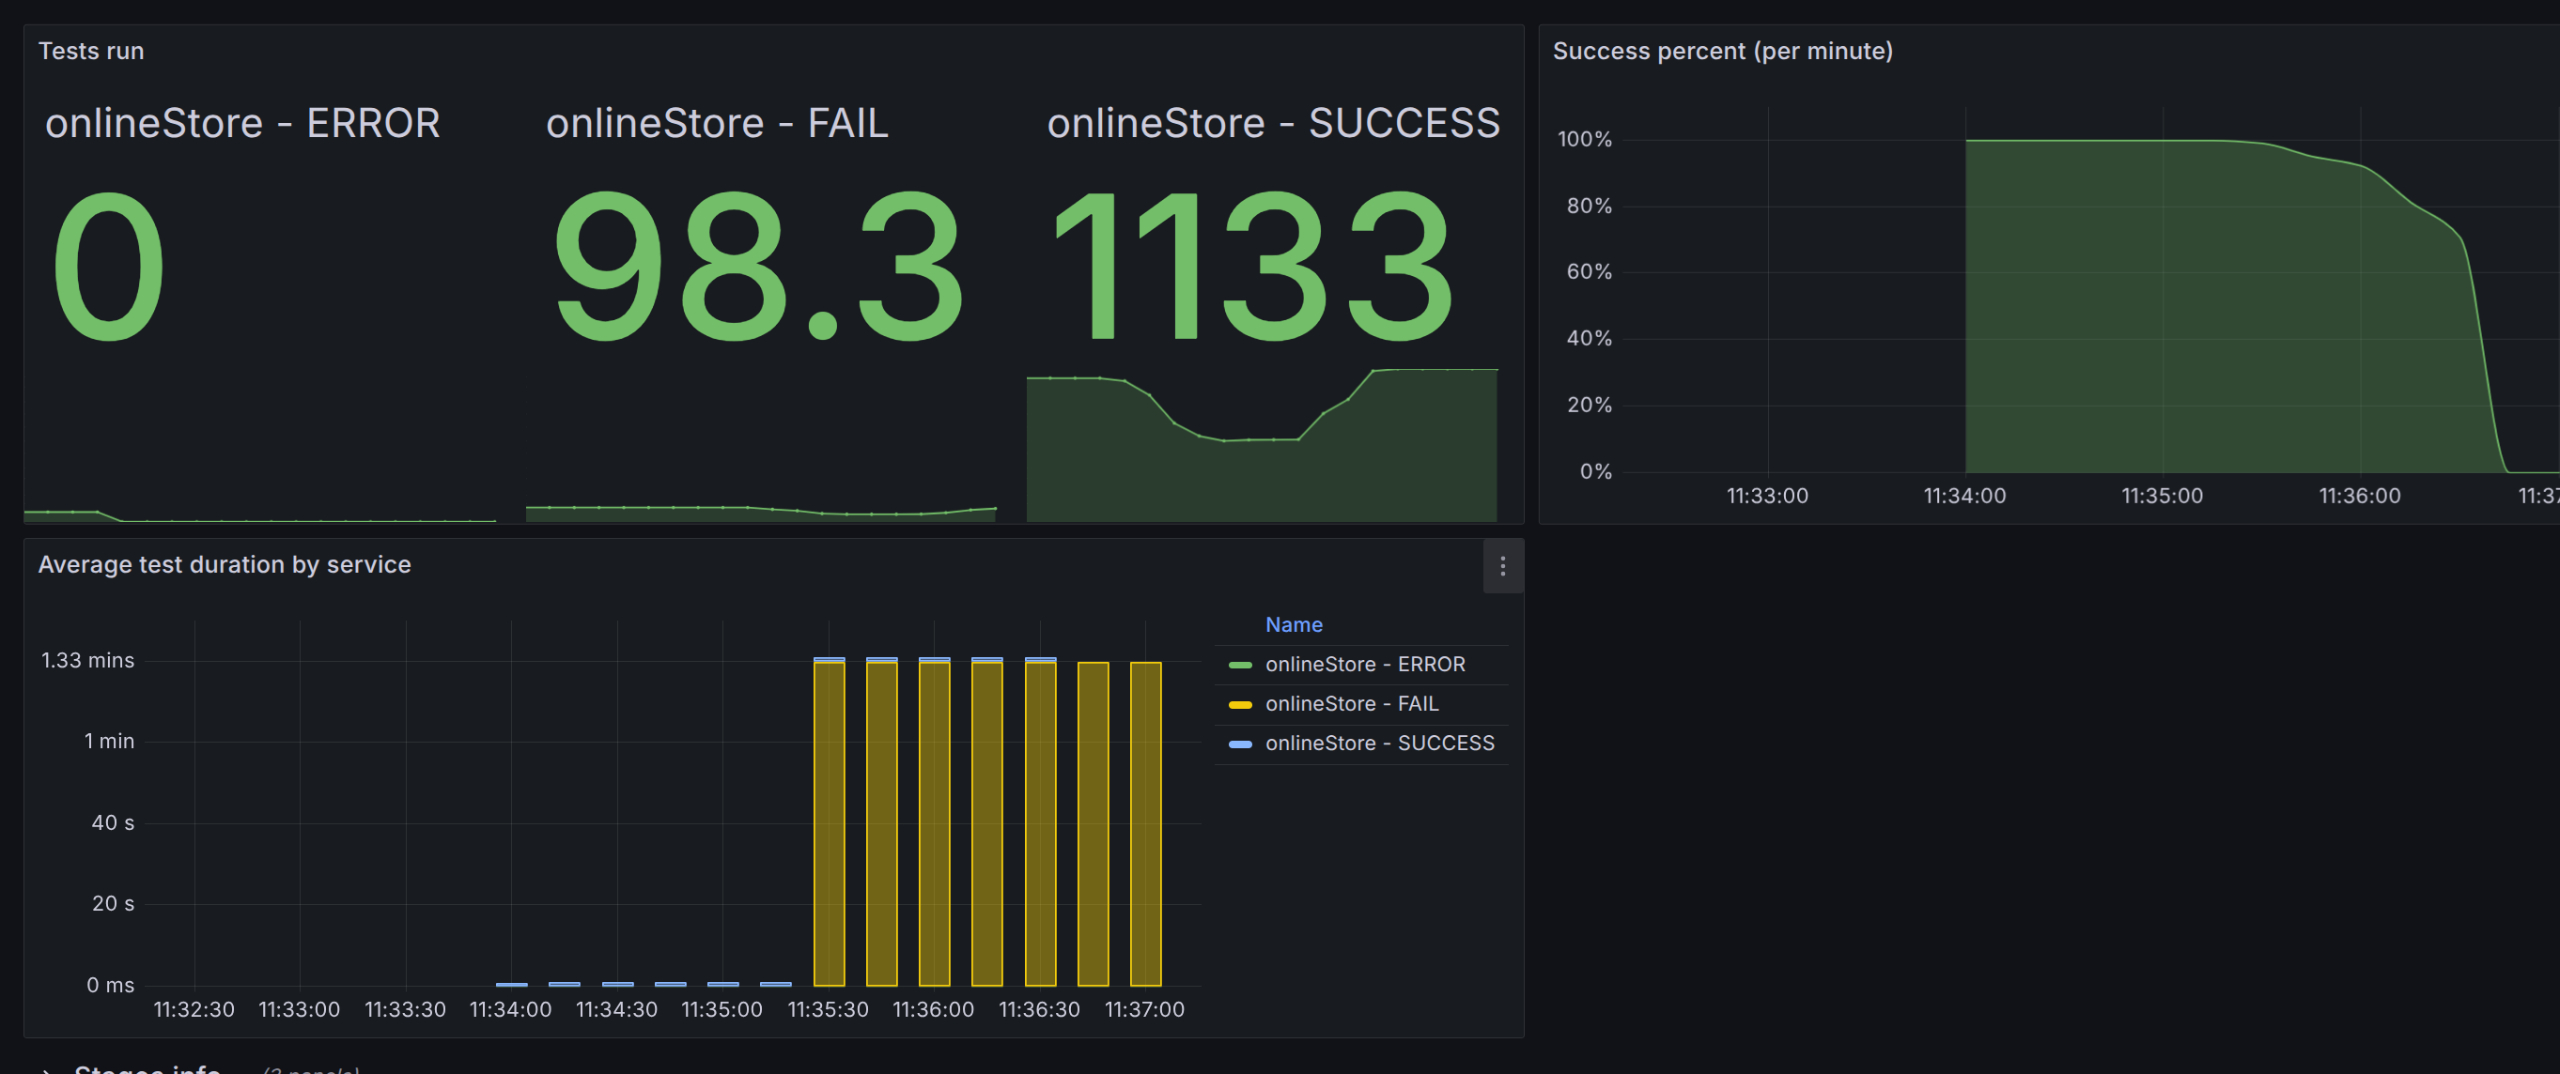 Tests run
onlineStore - ERROR
0
onlineStore - FAIL
98.3
onlineStore - SUCCESS
1133
Success percent (per minute)
100%
80%
60%
40%
20%
0%
11:33:00 11:34:00 11:35:00 11:36:00 11:37
Average test duration by service
1.33 mins
1 min
40 s
20 s
0 ms
11:32:30 11:33:00 11:33:30 11:34:00 11:34:30 11:35:00 11:35:30 11:36:00 11:36:30 11:37:00
Name
onlineStore - ERROR
onlineStore - FAIL
onlineStore - SUCCESS
Stages info (3 panels)